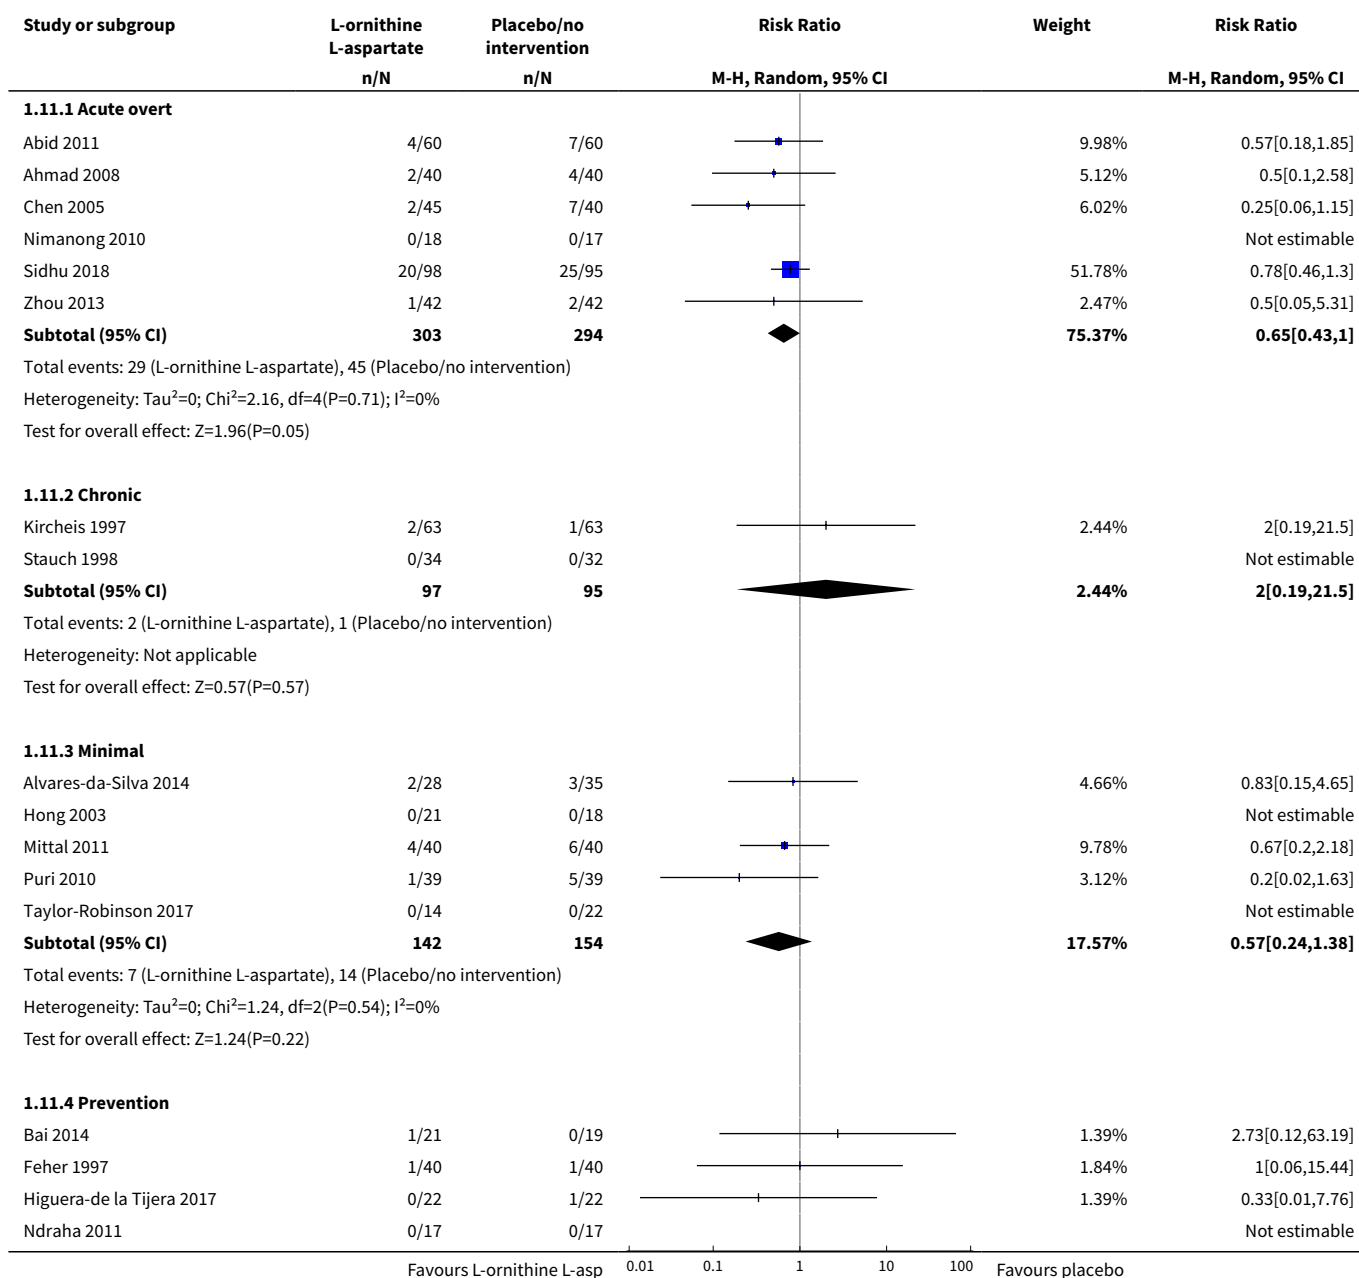 Study or subgroup L-ornithine L-aspartate Placebo/no intervention Risk Ratio Weight Risk Ratio
n/N n/N M-H, Random, 95% CI M-H, Random, 95% CI
1.11.1 Acute overt
Abid 2011 4/60 7/60 9.98% 0.57[0.18,1.85]
Ahmad 2008 2/40 4/40 5.12% 0.5[0.1,2.58]
Chen 2005 2/45 7/40 6.02% 0.25[0.06,1.15]
Nimanong 2010 0/18 0/17 Not estimable
Sidhu 2018 20/98 25/95 51.78% 0.78[0.46,1.3]
Zhou 2013 1/42 2/42 2.47% 0.5[0.05,5.31]
Subtotal (95% CI) 303 294 75.37% 0.65[0.43,1]
Total events: 29 (L-ornithine L-aspartate), 45 (Placebo/no intervention)
Heterogeneity: Tau²=0; Chi²=2.16, df=4(P=0.71); I²=0%
Test for overall effect: Z=1.96(P=0.05)
1.11.2 Chronic
Kircheis 1997 2/63 1/63 2.44% 2[0.19,21.5]
Stauch 1998 0/34 0/32 Not estimable
Subtotal (95% CI) 97 95 2.44% 2[0.19,21.5]
Total events: 2 (L-ornithine L-aspartate), 1 (Placebo/no intervention)
Heterogeneity: Not applicable
Test for overall effect: Z=0.57(P=0.57)
1.11.3 Minimal
Alvares-da-Silva 2014 2/28 3/35 4.66% 0.83[0.15,4.65]
Hong 2003 0/21 0/18 Not estimable
Mittal 2011 4/40 6/40 9.78% 0.67[0.2,2.18]
Puri 2010 1/39 5/39 3.12% 0.2[0.02,1.63]
Taylor-Robinson 2017 0/14 0/22 Not estimable
Subtotal (95% CI) 142 154 17.57% 0.57[0.24,1.38]
Total events: 7 (L-ornithine L-aspartate), 14 (Placebo/no intervention)
Heterogeneity: Tau²=0; Chi²=1.24, df=2(P=0.54); I²=0%
Test for overall effect: Z=1.24(P=0.22)
1.11.4 Prevention
Bai 2014 1/21 0/19 1.39% 2.73[0.12,63.19]
Feher 1997 1/40 1/40 1.84% 1[0.06,15.44]
Higuera-de la Tijera 2017 0/22 1/22 1.39% 0.33[0.01,7.76]
Ndraha 2011 0/17 0/17 Not estimable
Favours L-ornithine L-asp 0.01 0.1 1 10 100 Favours placebo